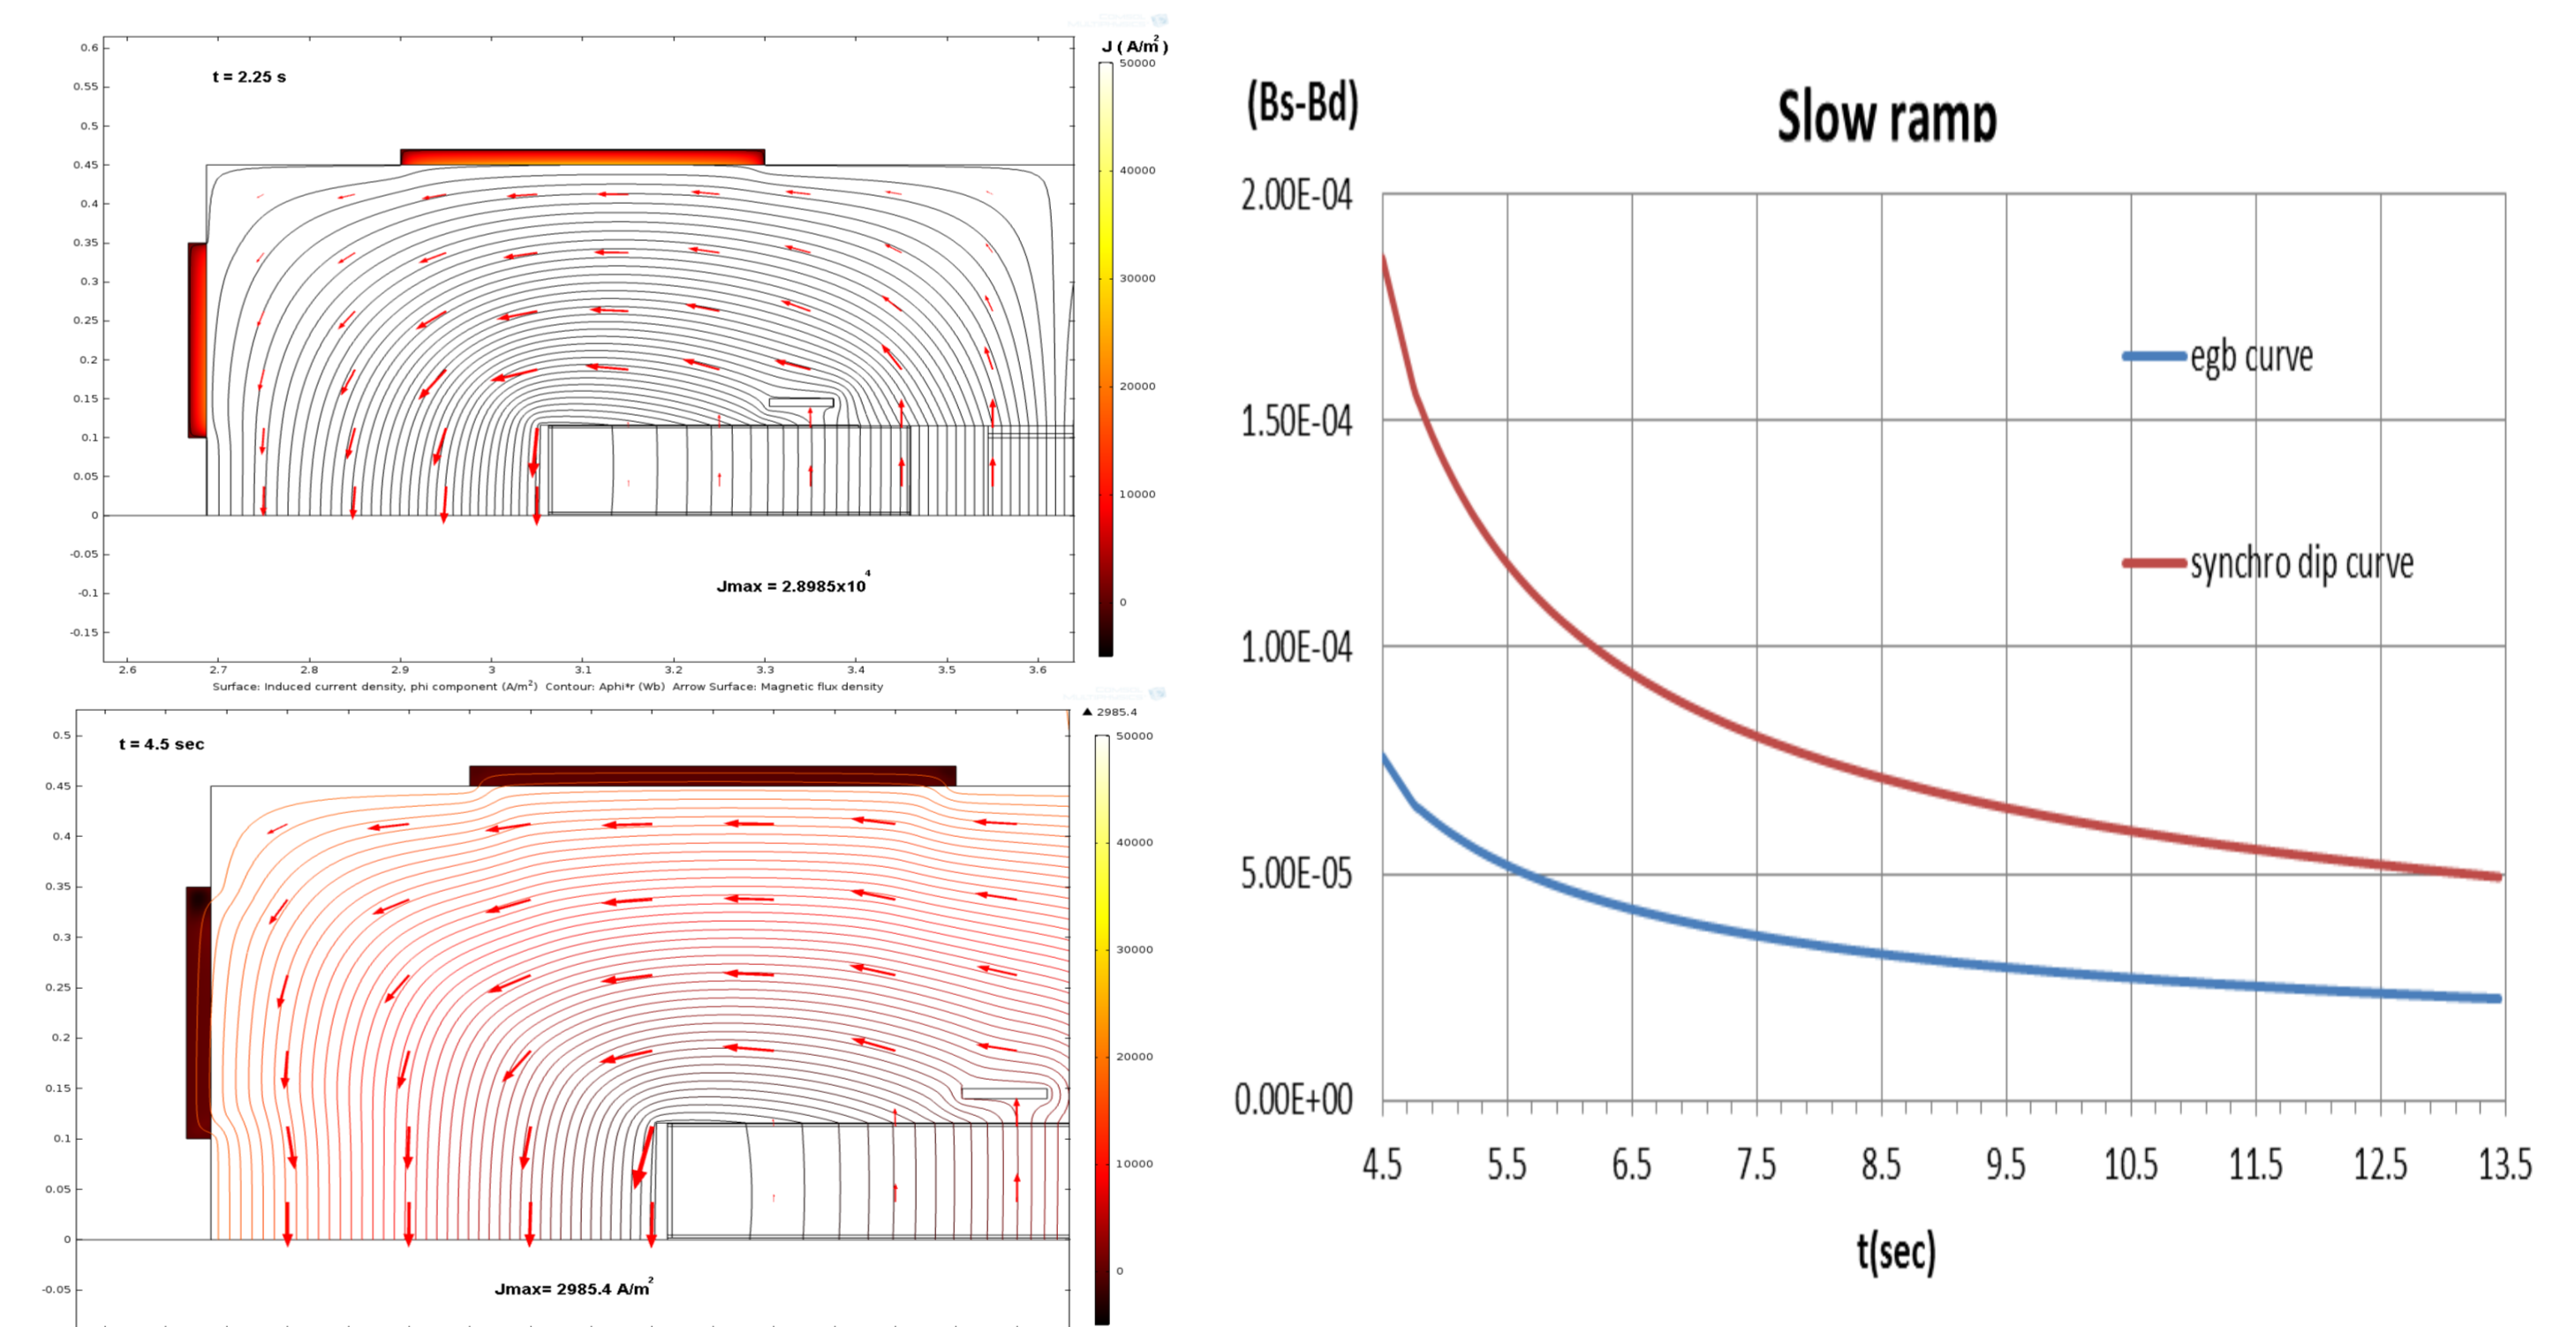 J ( A/m2 )
t = 2.25 s
0.6
0.55
0.5
0.45
0.4
0.35
0.3
0.25
0.2
0.15
0.1
0.05
0
-0.05
-0.1
-0.15
50000
40000
30000
20000
10000
0
Jmax = 2.8985x10 4
2.6 2.7 2.8 2.9 3 3.1 3.2 3.3 3.4 3.5 3.6
Surface: Induced current density, phi component (A/m2) Contour: Aphi*r (Wb) Arrow Surface: Magnetic flux density
▲ 2985.4
t = 4.5 sec
0.5
0.45
0.4
0.35
0.3
0.25
0.2
0.15
0.1
0.05
0
-0.05
50000
40000
30000
20000
10000
0
Jmax= 2985.4 A/m2
(Bs-Bd)
Slow ramp
2.00E-04
1.50E-04
1.00E-04
5.00E-05
0.00E+00
egb curve
synchro dip curve
4.5 5.5 6.5 7.5 8.5 9.5 10.5 11.5 12.5 13.5
t(sec)